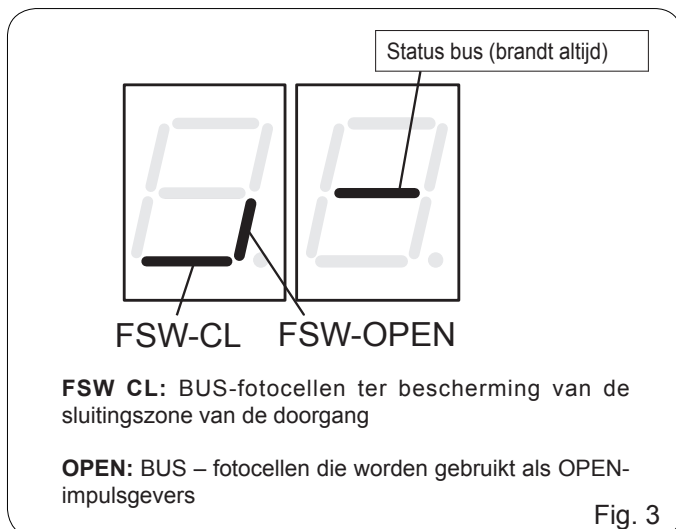 Status bus (brandt altijd)
FSW-CL FSW-OPEN
FSW CL: BUS-fotocellen ter bescherming van de
sluitingszone van de doorgang
OPEN: BUS – fotocellen die worden gebruikt als OPEN-
impulsgevers
Fig. 3